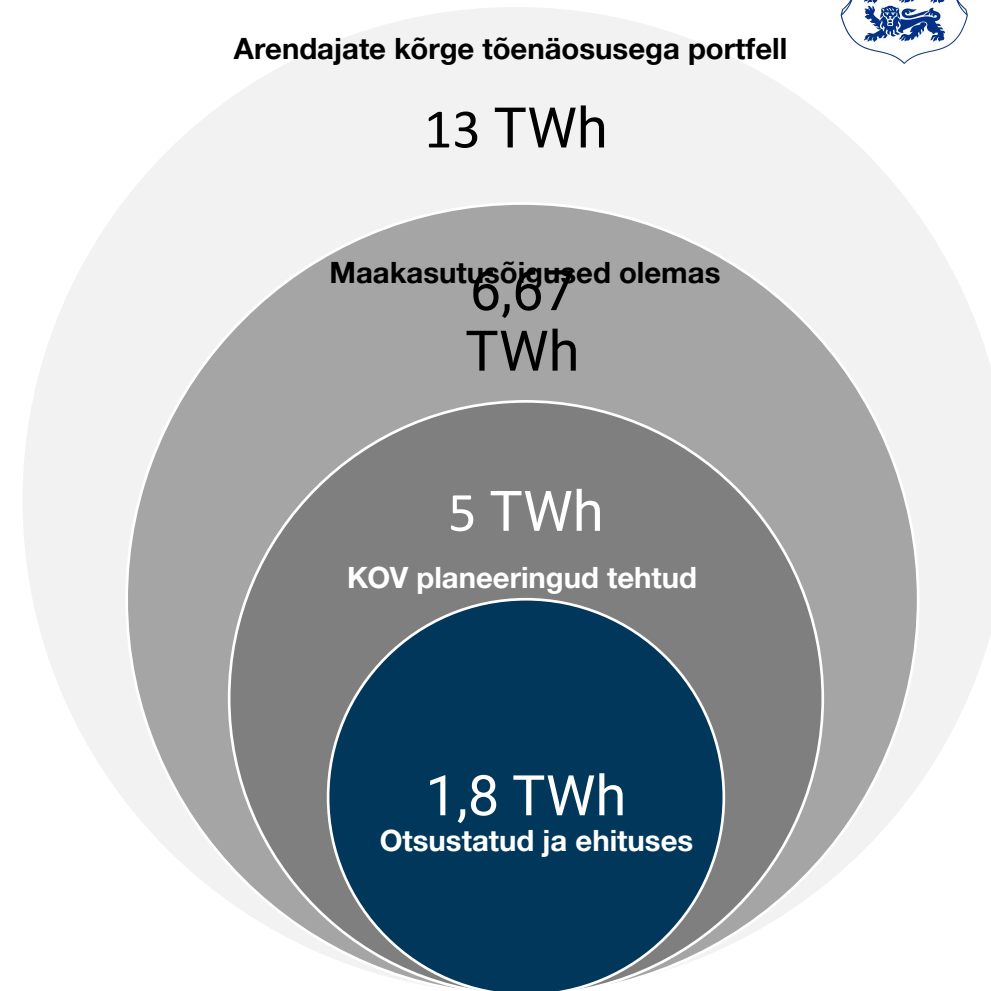 Arendajate kõrge tõenäosusega portfell
13 TWh
Maakasutusõigused olemas
6,67
TWh
5 TWh
KOV planeeringud tehtud
1,8 TWh
Otsustatud ja ehituses